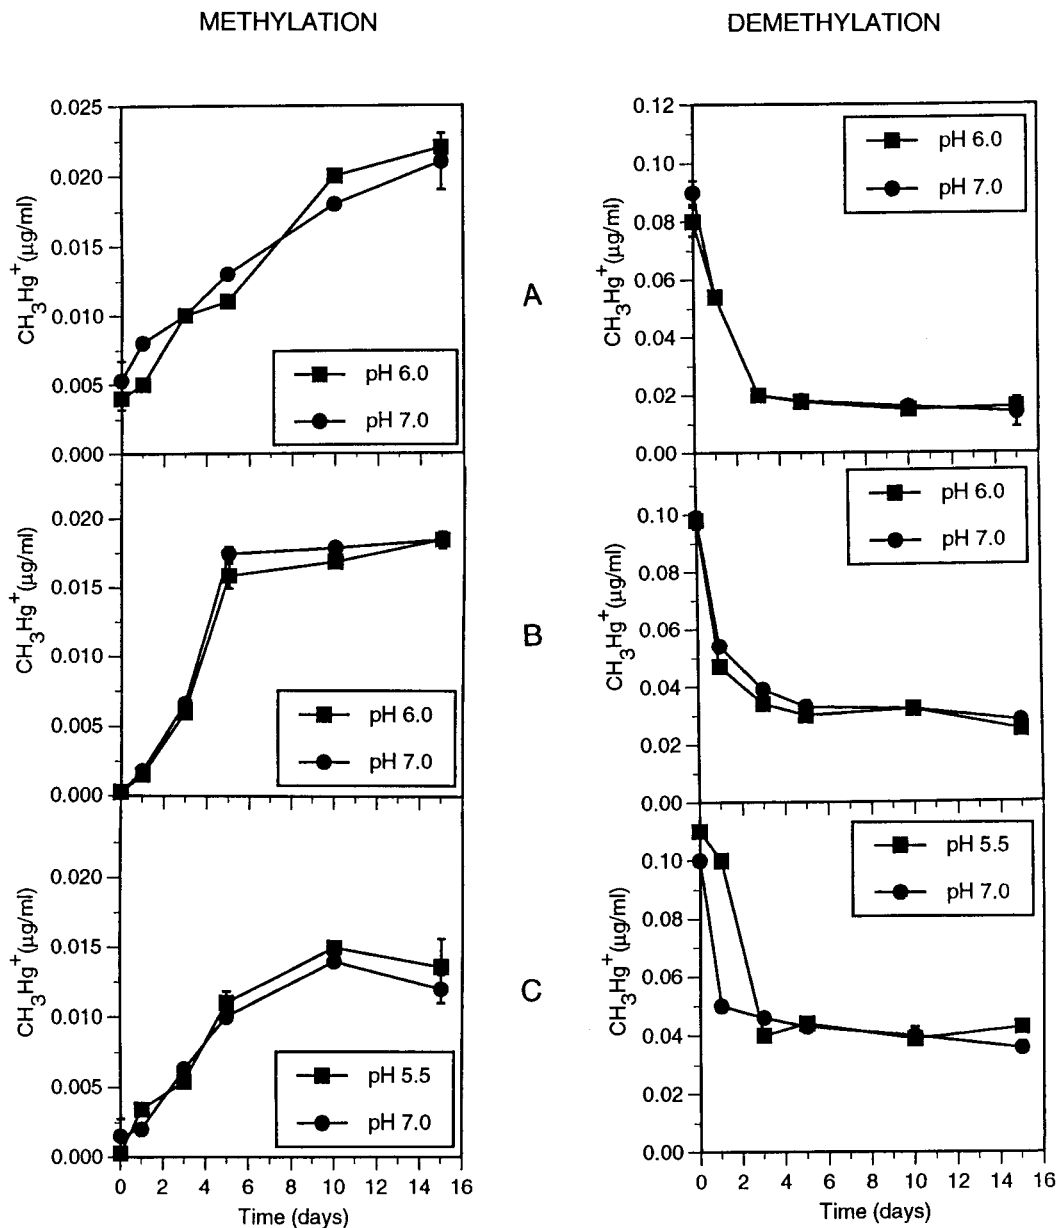 METHYLATION
DEMETHYLATION
CH3Hg+(µg/ml)
0.025
0.020
0.015
0.010
0.005
0.000
pH 6.0
pH 7.0
A
CH3Hg+(µg/ml)
0.12
0.10
0.08
0.06
0.04
0.02
0.00
pH 6.0
pH 7.0
CH3Hg+(µg/ml)
0.020
0.015
0.010
0.005
0.000
pH 6.0
pH 7.0
B
CH3Hg+(µg/ml)
0.10
0.08
0.06
0.04
0.02
0.00
pH 6.0
pH 7.0
CH3Hg+(µg/ml)
0.020
0.015
0.010
0.005
0.000
pH 5.5
pH 7.0
0 2 4 6 8 10 12 14 16
Time (days)
C
CH3Hg+(µg/ml)
0.10
0.08
0.06
0.04
0.02
0.00
pH 5.5
pH 7.0
0 2 4 6 8 10 12 14 16
Time (days)